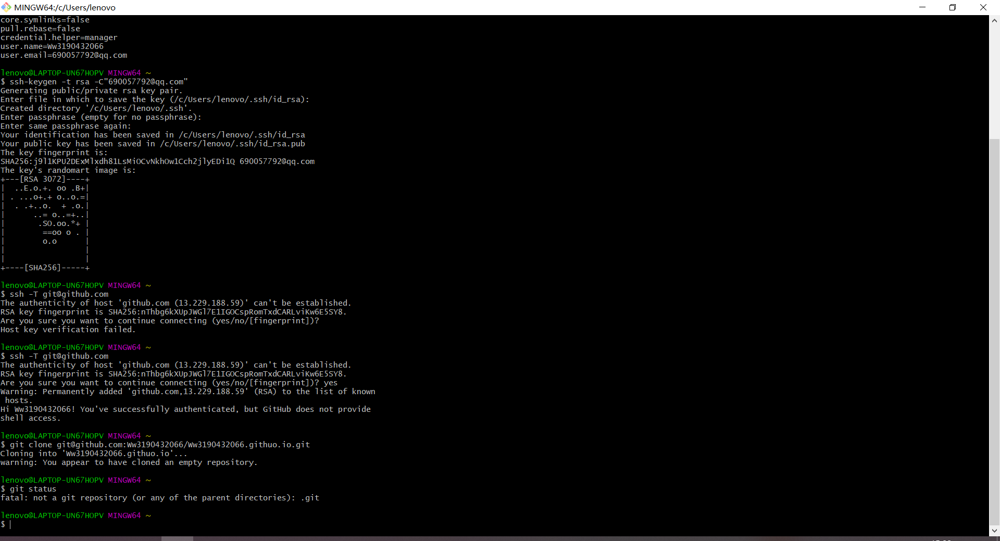 MINGW64:/c/Users/lenovo
core.symlinks=false
pull.rebase=false
credential.helper=manager
user.name=Ww3190432066
user.email=690057792@qq.com
lenovo@LAPTOP-UN67HOPV MINGW64 ~
$ ssh-keygen -t rsa -C"690057792@qq.com"
Generating public/private rsa key pair.
Enter file in which to save the key (/c/Users/lenovo/.ssh/id_rsa):
Created directory '/c/Users/lenovo/.ssh'.
Enter passphrase (empty for no passphrase):
Enter same passphrase again:
Your identification has been saved in /c/Users/lenovo/.ssh/id_rsa
Your public key has been saved in /c/Users/lenovo/.ssh/id_rsa.pub
The key fingerprint is:
SHA256:j9l1KPU2DExMlxdh81LsMiOCvNkhOw1Cch2jlyEDi1Q 690057792@qq.com
The key's randomart image is:
+---[RSA 3072]----+
|  ..E.o.+. oo .B+|
| . ...o+.+ o..o.=|
|  . .+..o.  + .o.|
|      ..= o..=+..|
|       .SO.oo.*+ |
|        ==oo o . |
|        o.o      |
|                 |
|                 |
+----[SHA256]-----+
lenovo@LAPTOP-UN67HOPV MINGW64 ~
$ ssh -T git@github.com
The authenticity of host 'github.com (13.229.188.59)' can't be established.
RSA key fingerprint is SHA256:nThbg6kXUpJWGl7E1IGOCspRomTxdCARLviKw6E5SY8.
Are you sure you want to continue connecting (yes/no/[fingerprint])?
Host key verification failed.
lenovo@LAPTOP-UN67HOPV MINGW64 ~
$ ssh -T git@github.com
The authenticity of host 'github.com (13.229.188.59)' can't be established.
RSA key fingerprint is SHA256:nThbg6kXUpJWGl7E1IGOCspRomTxdCARLviKw6E5SY8.
Are you sure you want to continue connecting (yes/no/[fingerprint])? yes
Warning: Permanently added 'github.com,13.229.188.59' (RSA) to the list of known
 hosts.
Hi Ww3190432066! You've successfully authenticated, but GitHub does not provide
shell access.
lenovo@LAPTOP-UN67HOPV MINGW64 ~
$ git clone git@github.com:Ww3190432066/Ww3190432066.githuo.io.git
Cloning into 'Ww3190432066.githuo.io'...
warning: You appear to have cloned an empty repository.
lenovo@LAPTOP-UN67HOPV MINGW64 ~
$ git status
fatal: not a git repository (or any of the parent directories): .git
lenovo@LAPTOP-UN67HOPV MINGW64 ~
$